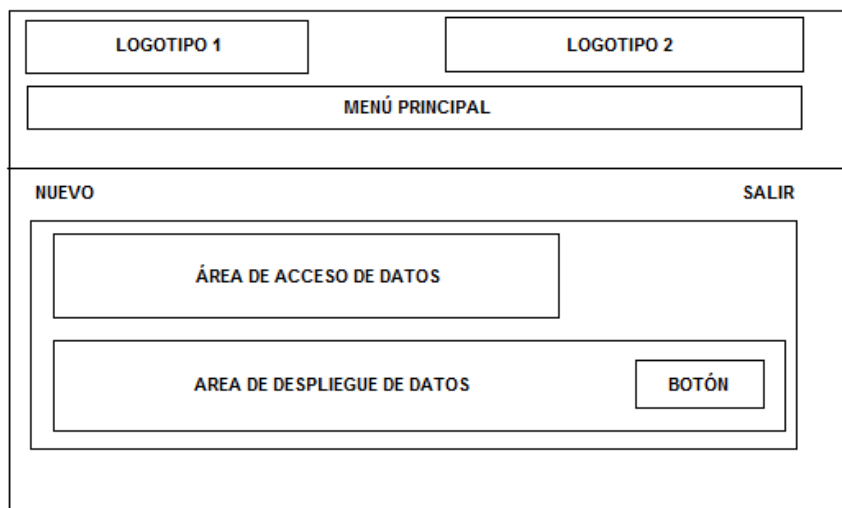 LOGOTIPO 1
LOGOTIPO 2
MENÚ PRINCIPAL
NUEVO
SALIR
ÁREA DE ACCESO DE DATOS
AREA DE DESPLIEGUE DE DATOS
BOTÓN